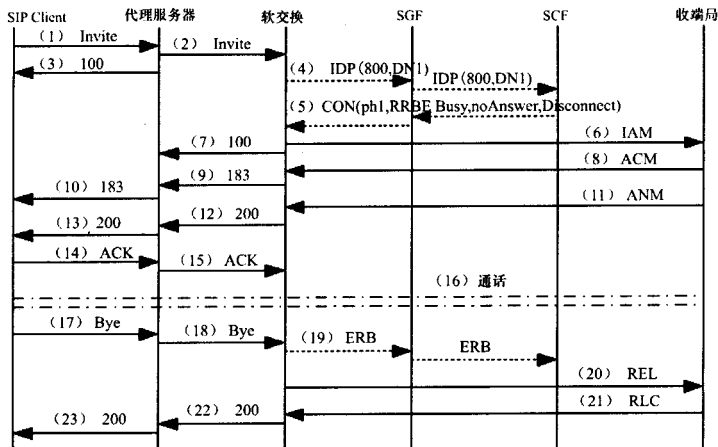 SIP Client 代理服务器 软交换 SGF SCF 收端局
(1) Invite
(2) Invite
(3) 100
(4) IDP(800,DN1)
IDP(800,DN1)
(5) CON(ph1,RRBE Busy,noAnswer,Disconnect)
(6) IAM
(7) 100
(8) ACM
(9) 183
(10) 183
(11) ANM
(12) 200
(13) 200
(14) ACK
(15) ACK
(16) 通话
(17) Bye
(18) Bye
(19) ERB
ERB
(20) REL
(21) RLC
(22) 200
(23) 200